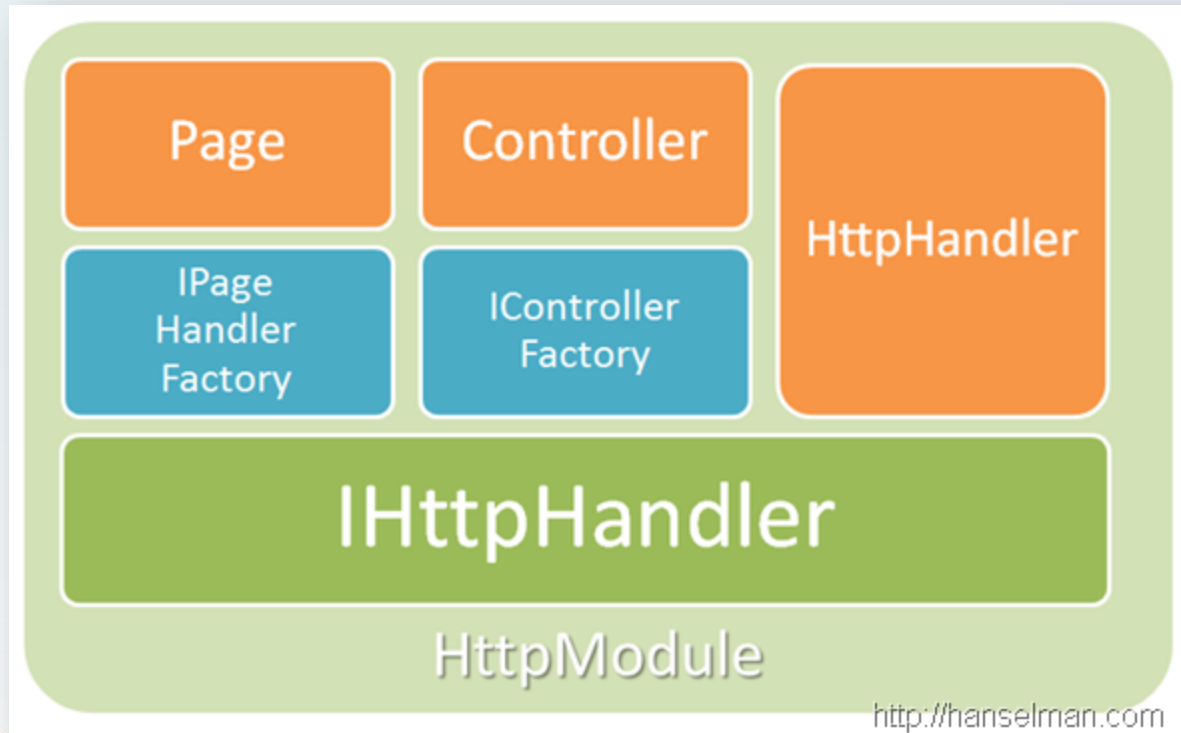 Page
Controller
HttpHandler
IPage
Handler
Factory
IController
Factory
IHttpHandler
HttpModule
http://hanselman.com